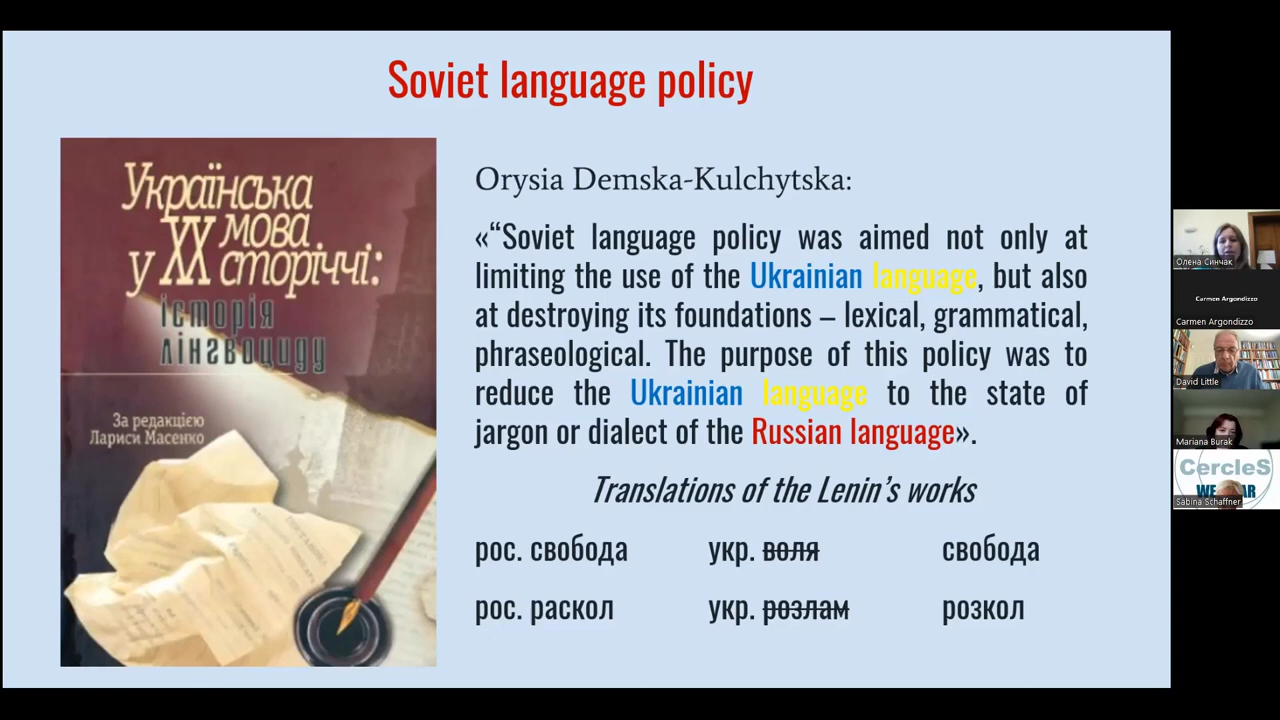 Soviet language policy
Українська
мова
у XX сторіччі:
історія
лінгвоциду
За редакцією
Лариси Масенко
Orysia Demska-Kulchytska:
«“Soviet language policy was aimed not only at
limiting the use of the Ukrainian language, but also
at destroying its foundations – lexical, grammatical,
phraseological. The purpose of this policy was to
reduce the Ukrainian language to the state of
jargon or dialect of the Russian language».
Translations of the Lenin’s works
рос. свобода укр. воля свобода
рос. раскол укр. розлам розкол
Олена Синчак
Carmen Argondizzo
Carmen Argondizzo
David Little
Mariana Burak
CercleS
Sabina Schaffner